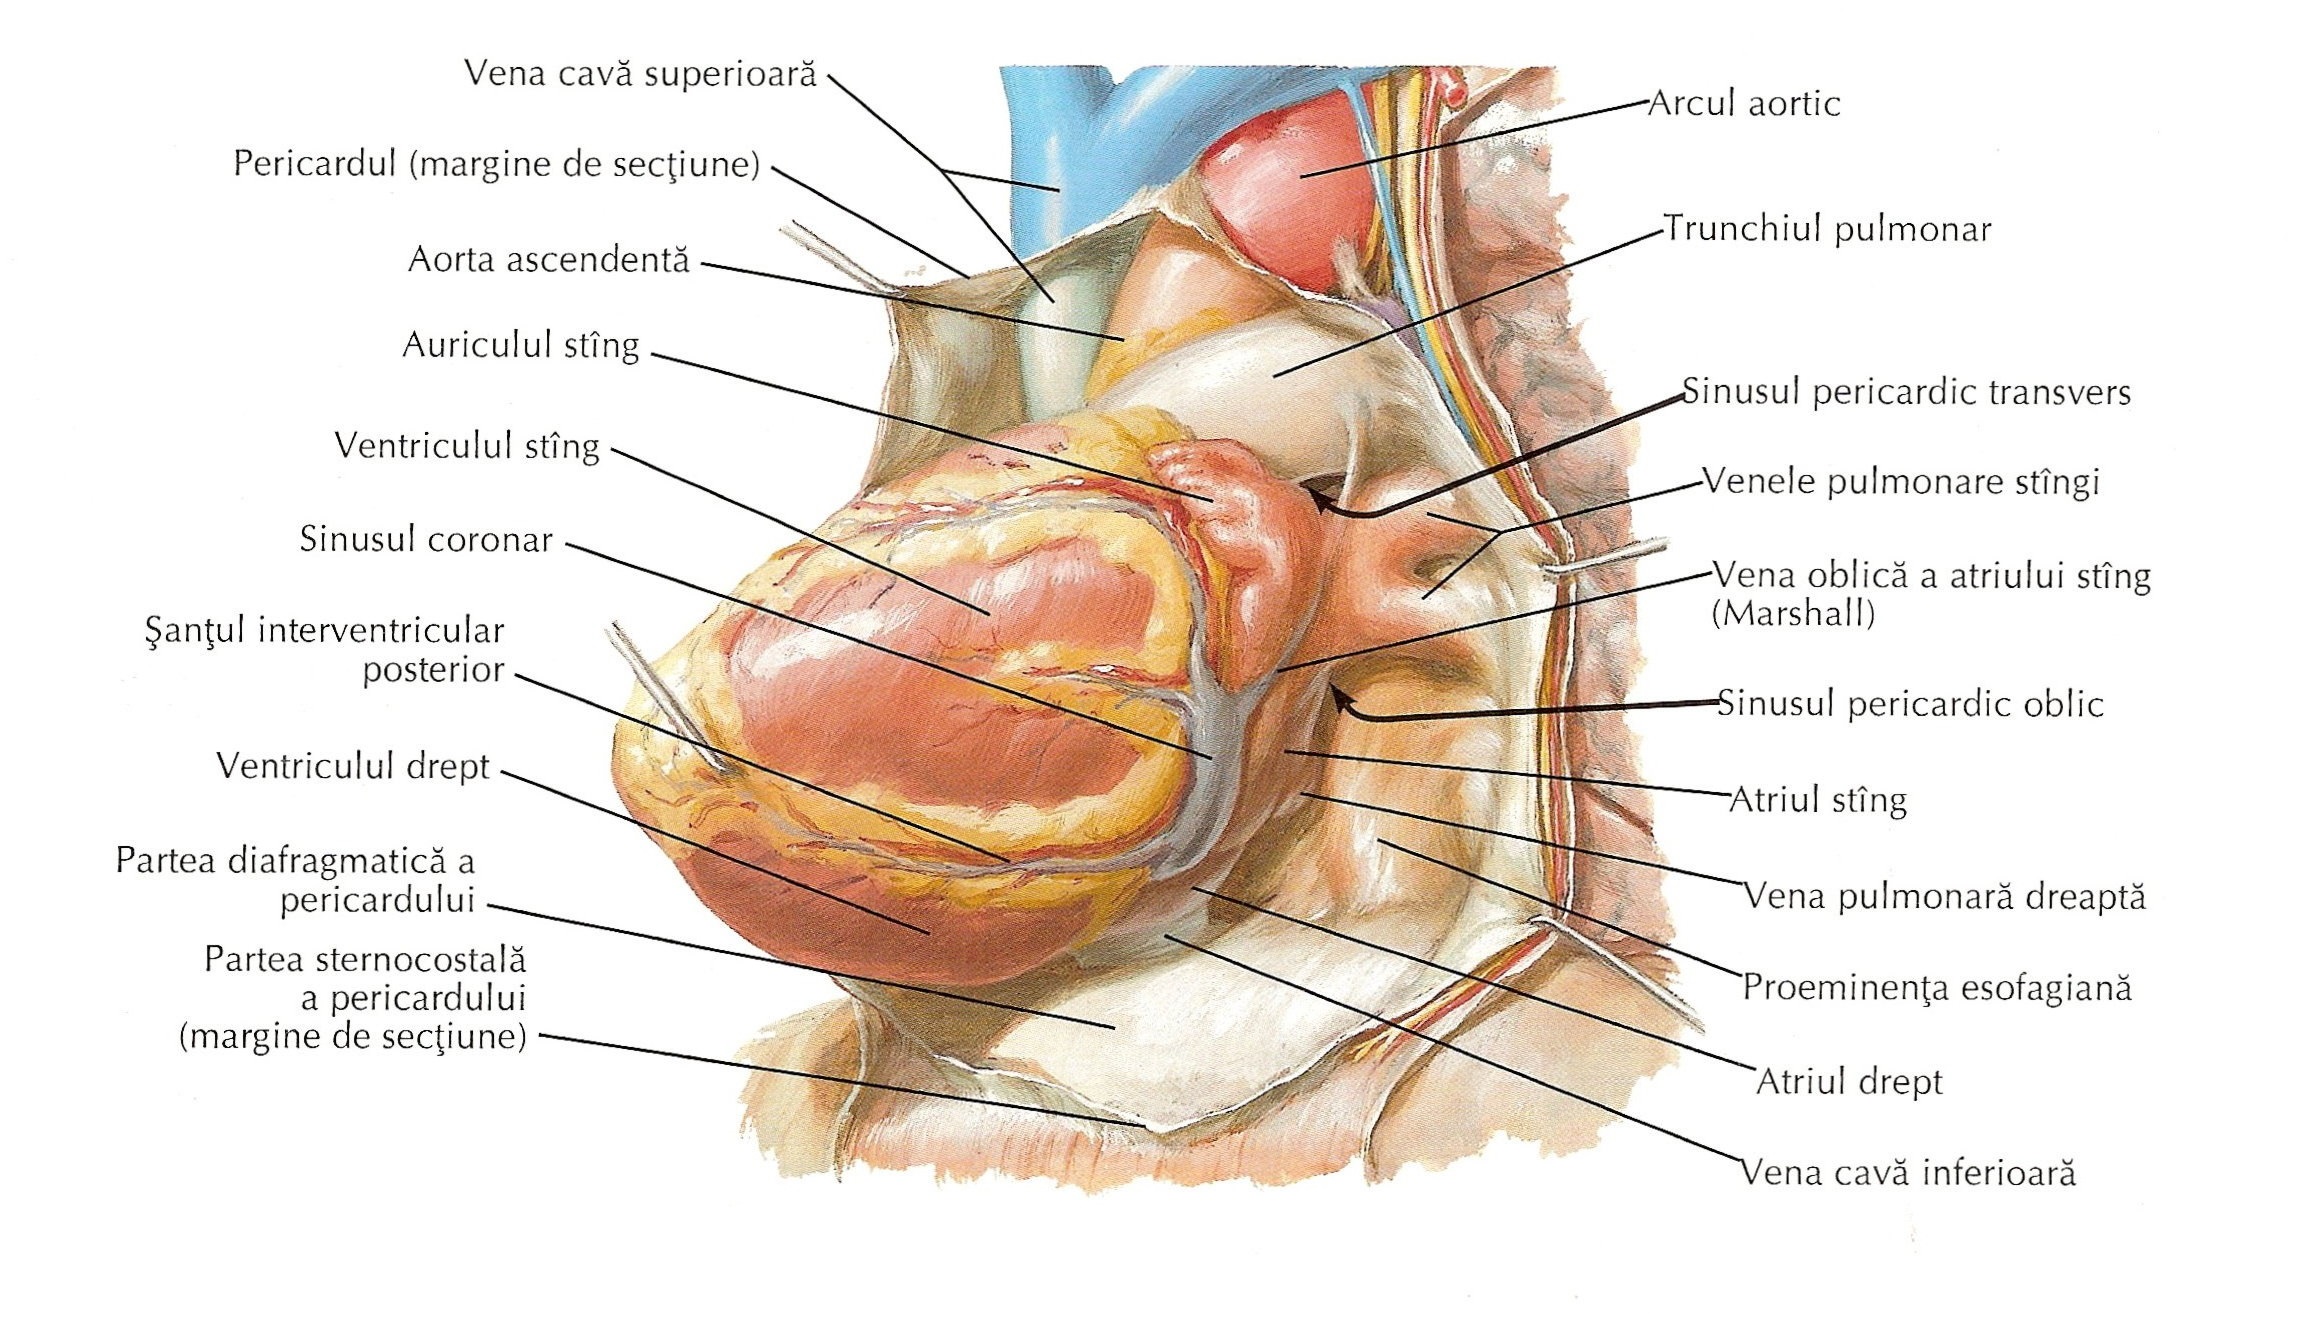 Vena cavă superioară
Pericardul (margine de secţiune)
Aorta ascendentă
Auriculul stîng
Ventriculul stîng
Sinusul coronar
Şanţul interventricular
posterior
Ventriculul drept
Partea diafragmatică a
pericardului
Partea sternocostală
a pericardului
(margine de secţiune)
Arcul aortic
Trunchiul pulmonar
Sinusul pericardic transvers
Venele pulmonare stîngi
Vena oblică a atriului stîng
(Marshall)
Sinusul pericardic oblic
Atriul stîng
Vena pulmonară dreaptă
Proeminenţa esofagiană
Atriul drept
Vena cavă inferioară